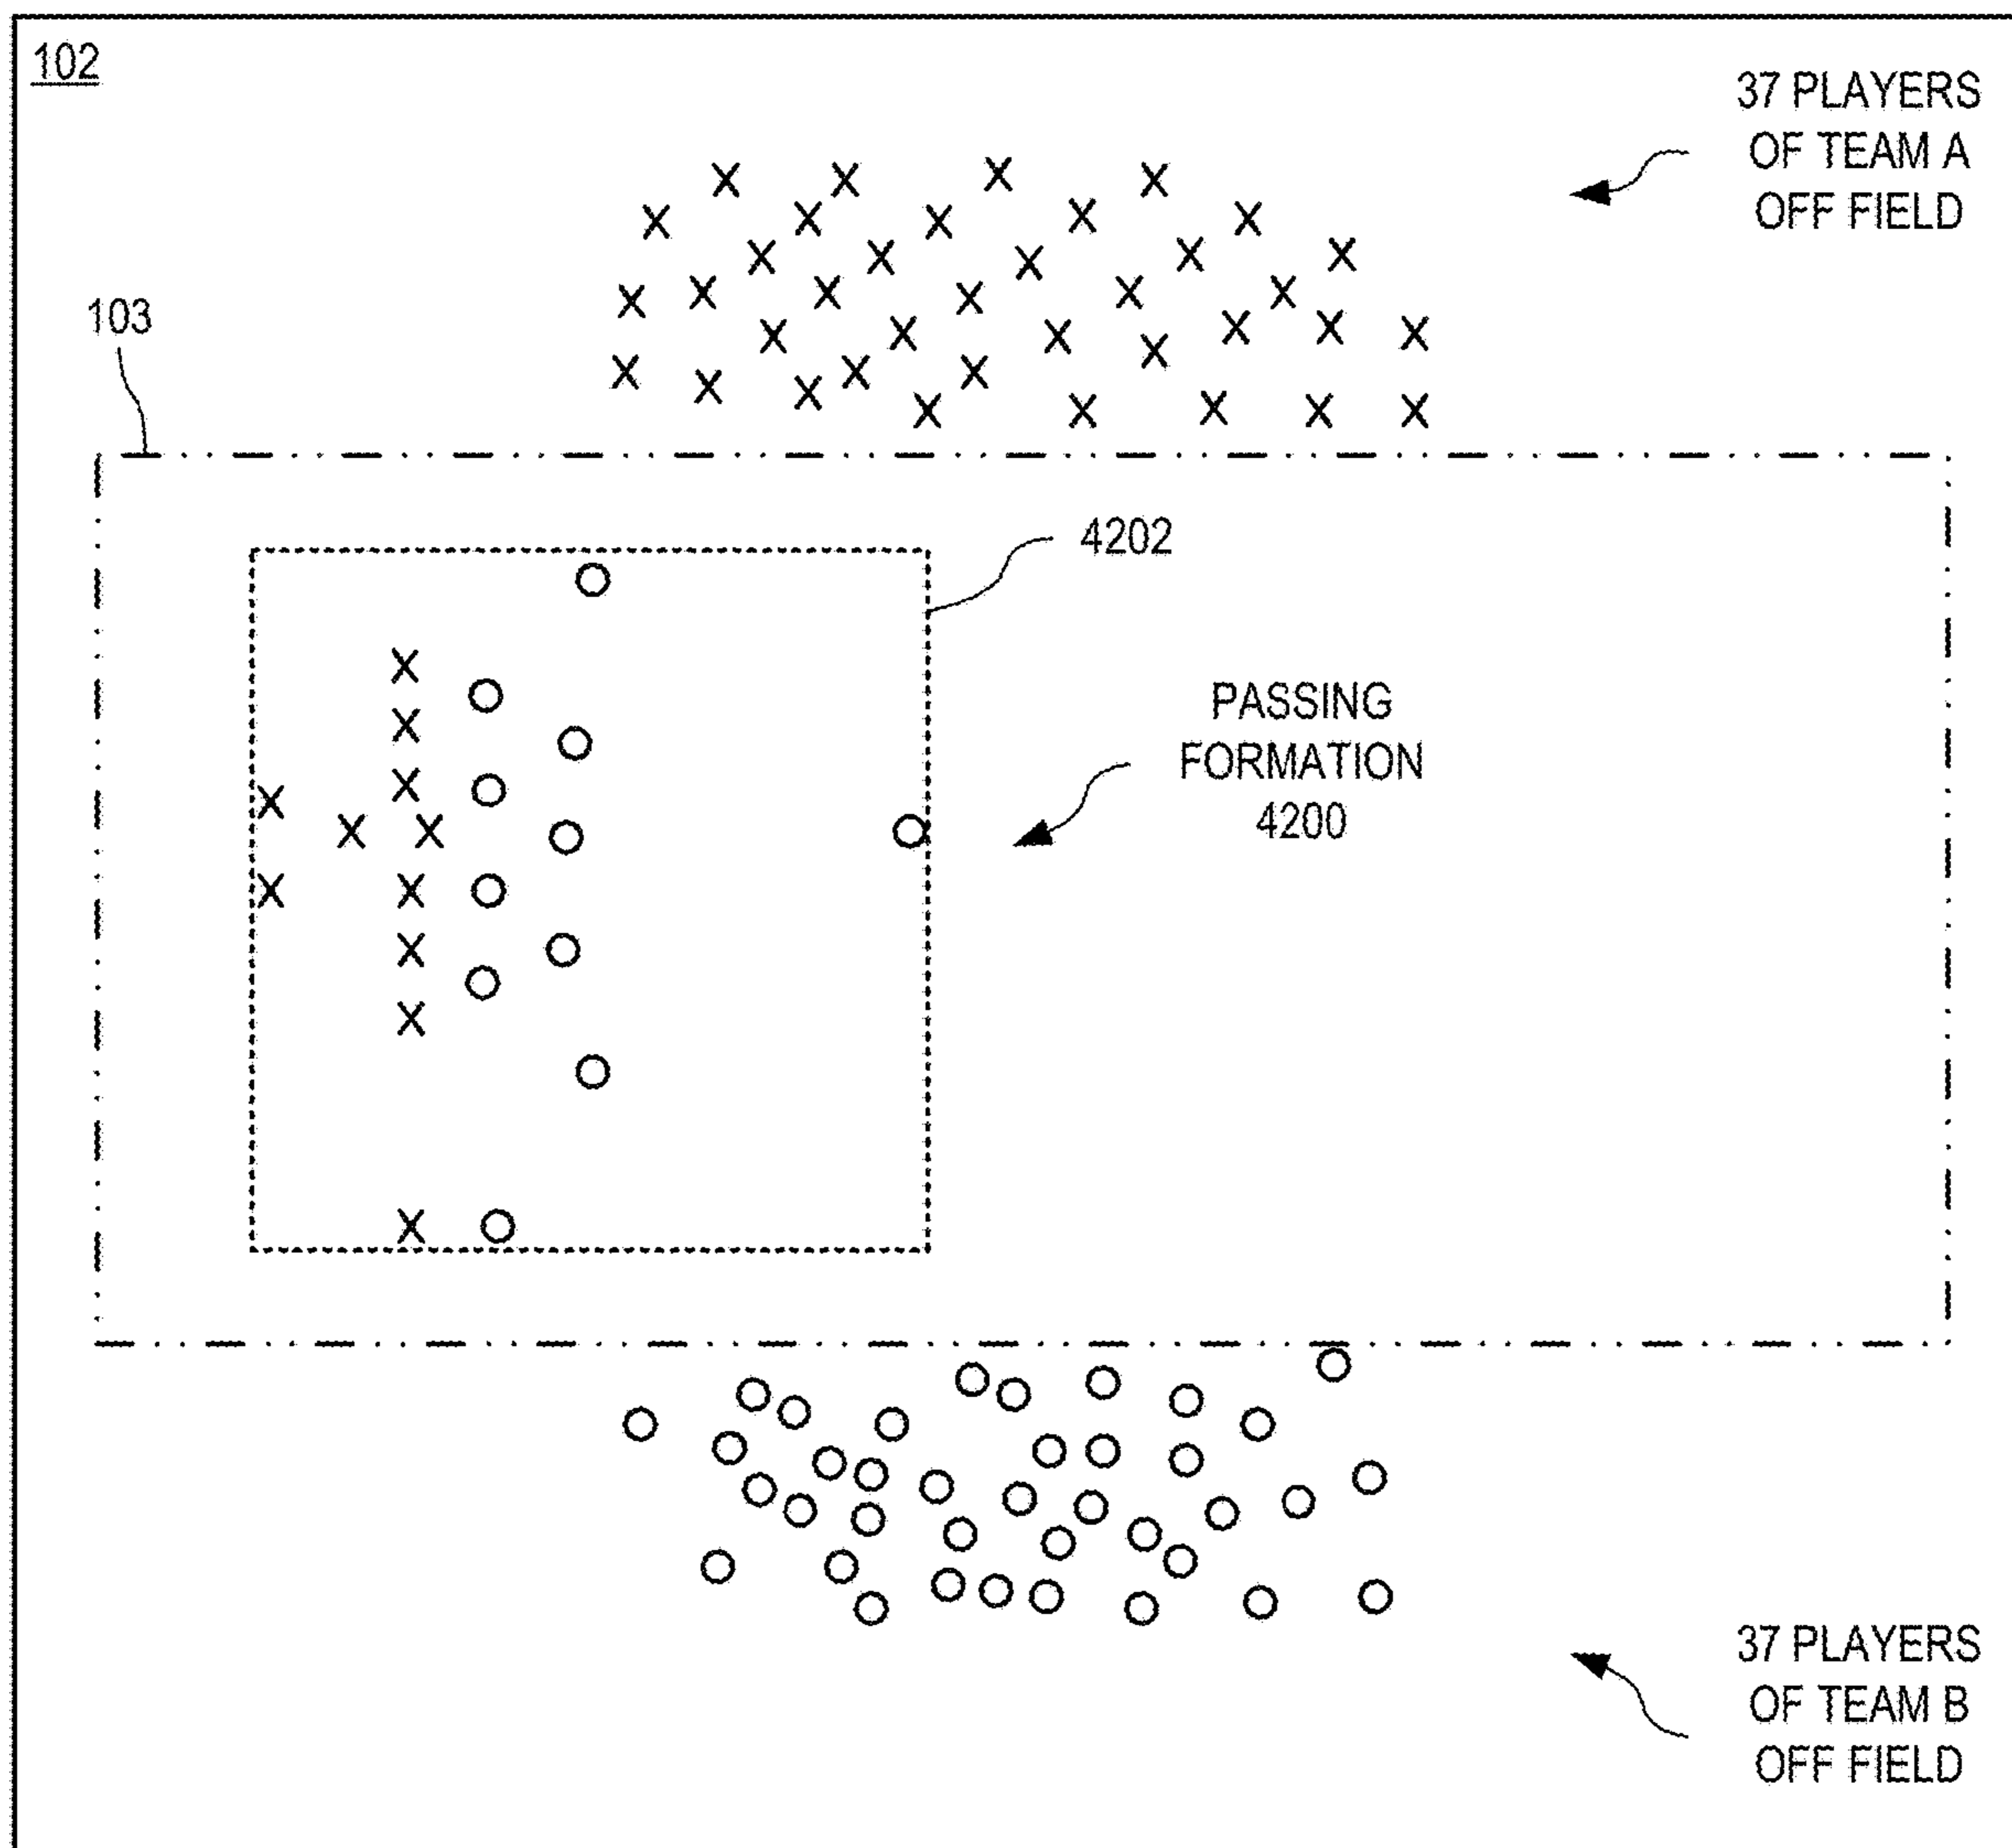 102
37 PLAYERS
OF TEAM A
OFF FIELD
103
4202
PASSING
FORMATION
4200
37 PLAYERS
OF TEAM B
OFF FIELD